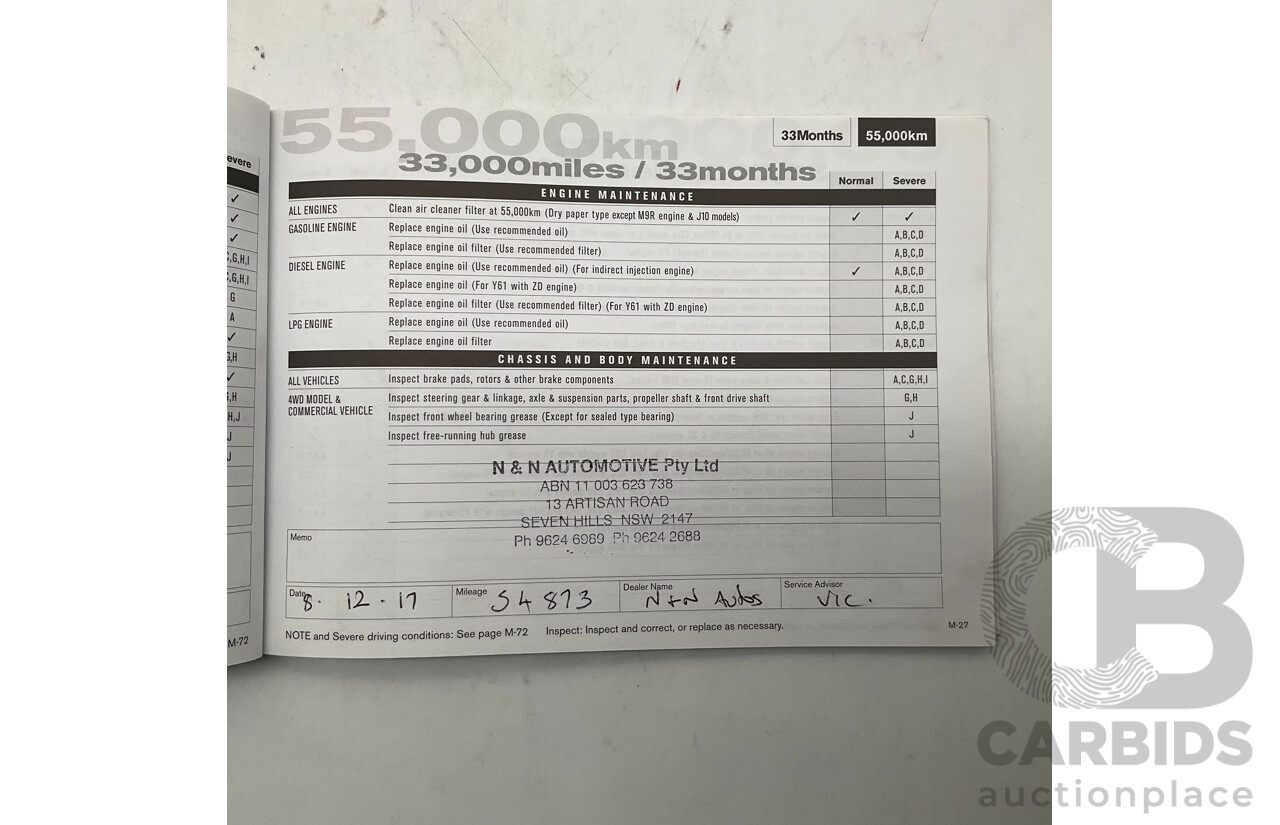 55,000km
33,000miles / 33months
33Months 55,000km
Normal Severe
ENGINE MAINTENANCE
ALL ENGINES Clean air cleaner filter at 55,000km (Dry paper type except M9R engine & J10 models) ✓ ✓
GASOLINE ENGINE Replace engine oil (Use recommended oil) A,B,C,D
Replace engine oil filter (Use recommended filter) A,B,C,D
DIESEL ENGINE Replace engine oil (Use recommended oil) (For indirect injection engine) ✓ A,B,C,D
Replace engine oil (For Y61 with ZD engine) A,B,C,D
Replace engine oil filter (Use recommended filter) (For Y61 with ZD engine) A,B,C,D
LPG ENGINE Replace engine oil (Use recommended oil) A,B,C,D
Replace engine oil filter A,B,C,D
CHASSIS AND BODY MAINTENANCE
ALL VEHICLES Inspect brake pads, rotors & other brake components A,C,G,H,I
4WD MODEL & Inspect steering gear & linkage, axle & suspension parts, propeller shaft & front drive shaft G,H
COMMERCIAL VEHICLE Inspect front wheel bearing grease (Except for sealed type bearing) J
Inspect free-running hub grease J
N & N AUTOMOTIVE Pty Ltd
ABN 11 003 623 738
13 ARTISAN ROAD
SEVEN HILLS NSW 2147
Ph 9624 6989 Ph 9624 2688
Memo
Date 8. 12. 17 Mileage 54873 Dealer Name N+N Autos Service Advisor VIC.
NOTE and Severe driving conditions: See page M-72 Inspect: Inspect and correct, or replace as necessary. M-27
evere
✓
✓
✓
C,G,H,I
C,G,H,I
G
A
✓
G,H
✓
G,H
H,J
J
J
M-72
CB
CARBIDS
auctionplace